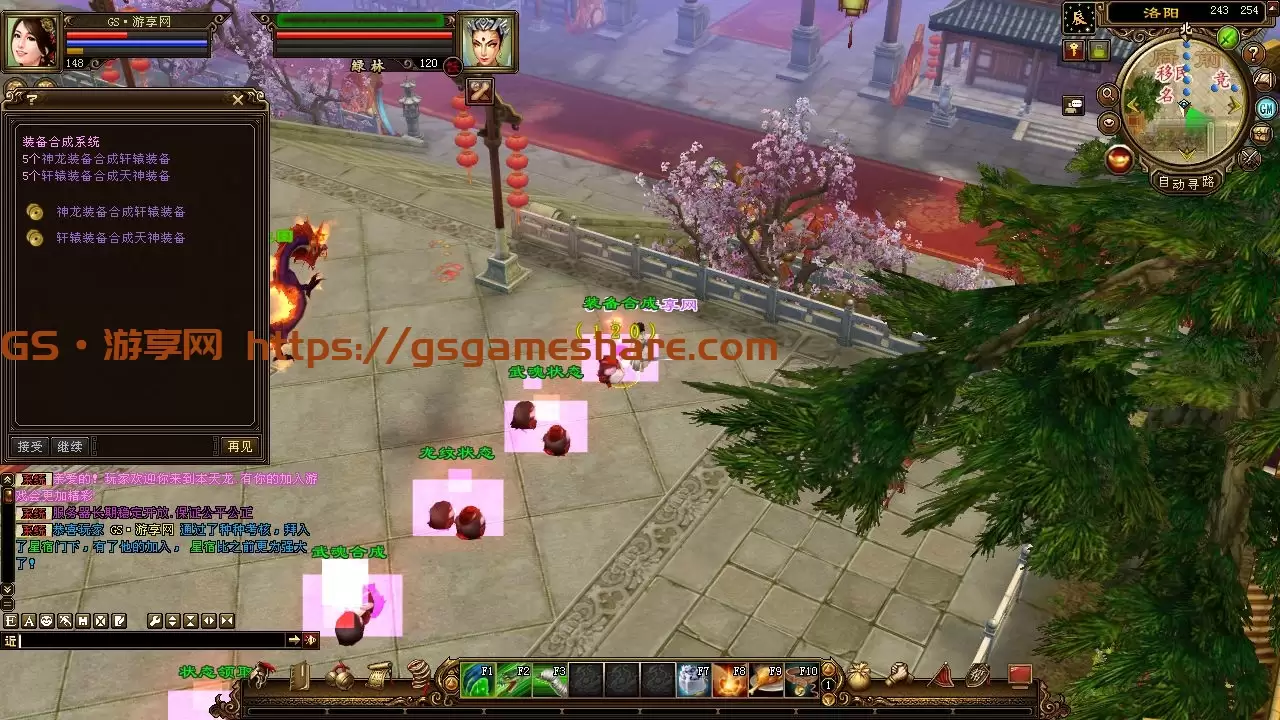 GS·游享网
148
绿林
120
辰
洛阳
243 254
北
GM
自动寻路
?
装备合成系统
5个神龙装备合成轩辕装备
5个轩辕装备合成天神装备
神龙装备合成轩辕装备
轩辕装备合成天神装备
接受
继续
再见
装备合成
享网
(120)
GS·游享网 https://gsgameshare.com
武魂状态
龙纹状态
武魂合成
状态领取
亲爱的! 玩家欢迎你来到本天龙,有你的加入游
戏会更加精彩
服务器长期稳定开放,保证公平公正
恭喜玩家 GS·游享网 通过了种种考核,拜入
了星宿门下,有了他的加入, 星宿比之前更为强大
了!
近
F1
F2
F3
F7
F8
F9
F10
1